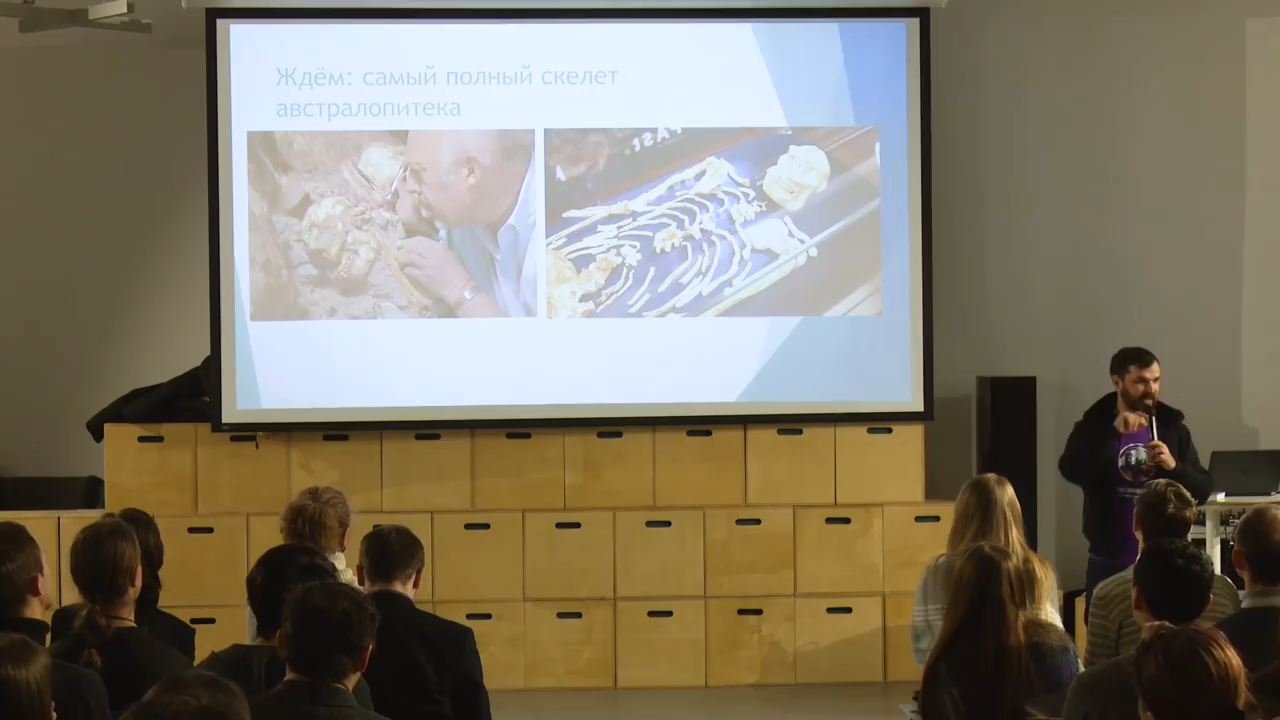 Ждём: самый полный скелет
австралопитека